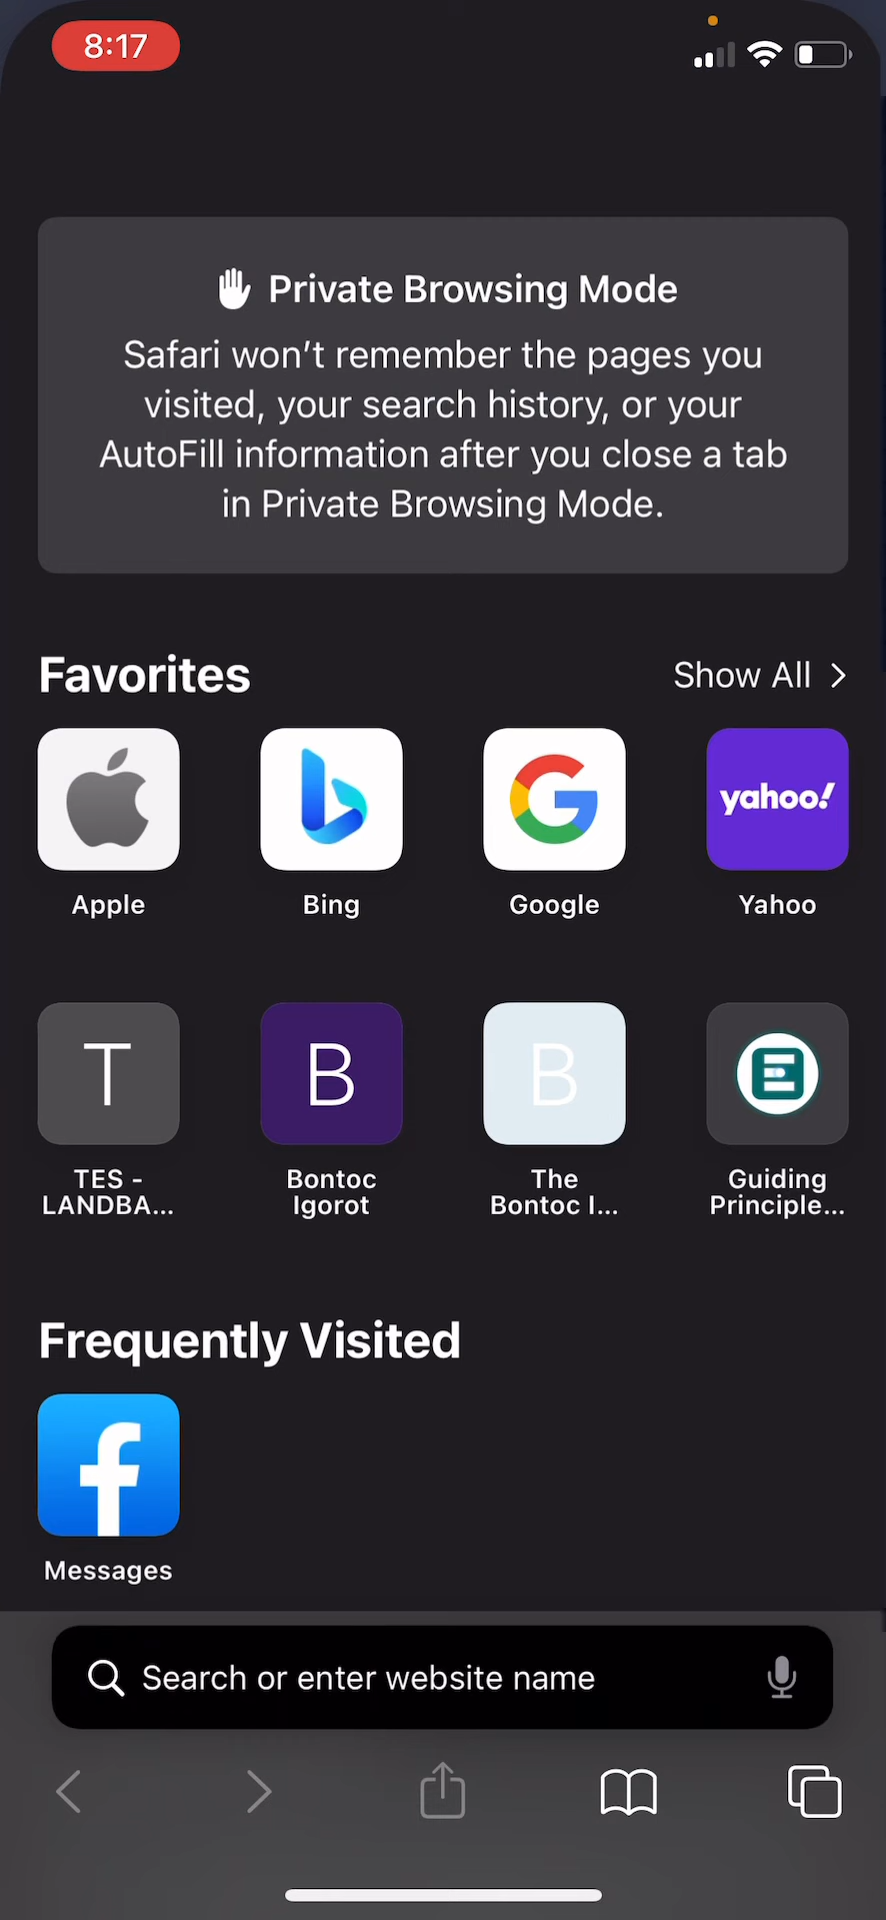 8:17
Private Browsing Mode
Safari won't remember the pages you
visited, your search history, or your
AutoFill information after you close a tab
in Private Browsing Mode.
Favorites
Show All
yahoo!
Apple
Bing
Google
Yahoo
T
B
B
E
TES -
LANDBA...
Bontoc
Igorot
The
Bontoc I...
Guiding
Principle...
Frequently Visited
f
Messages
Search or enter website name